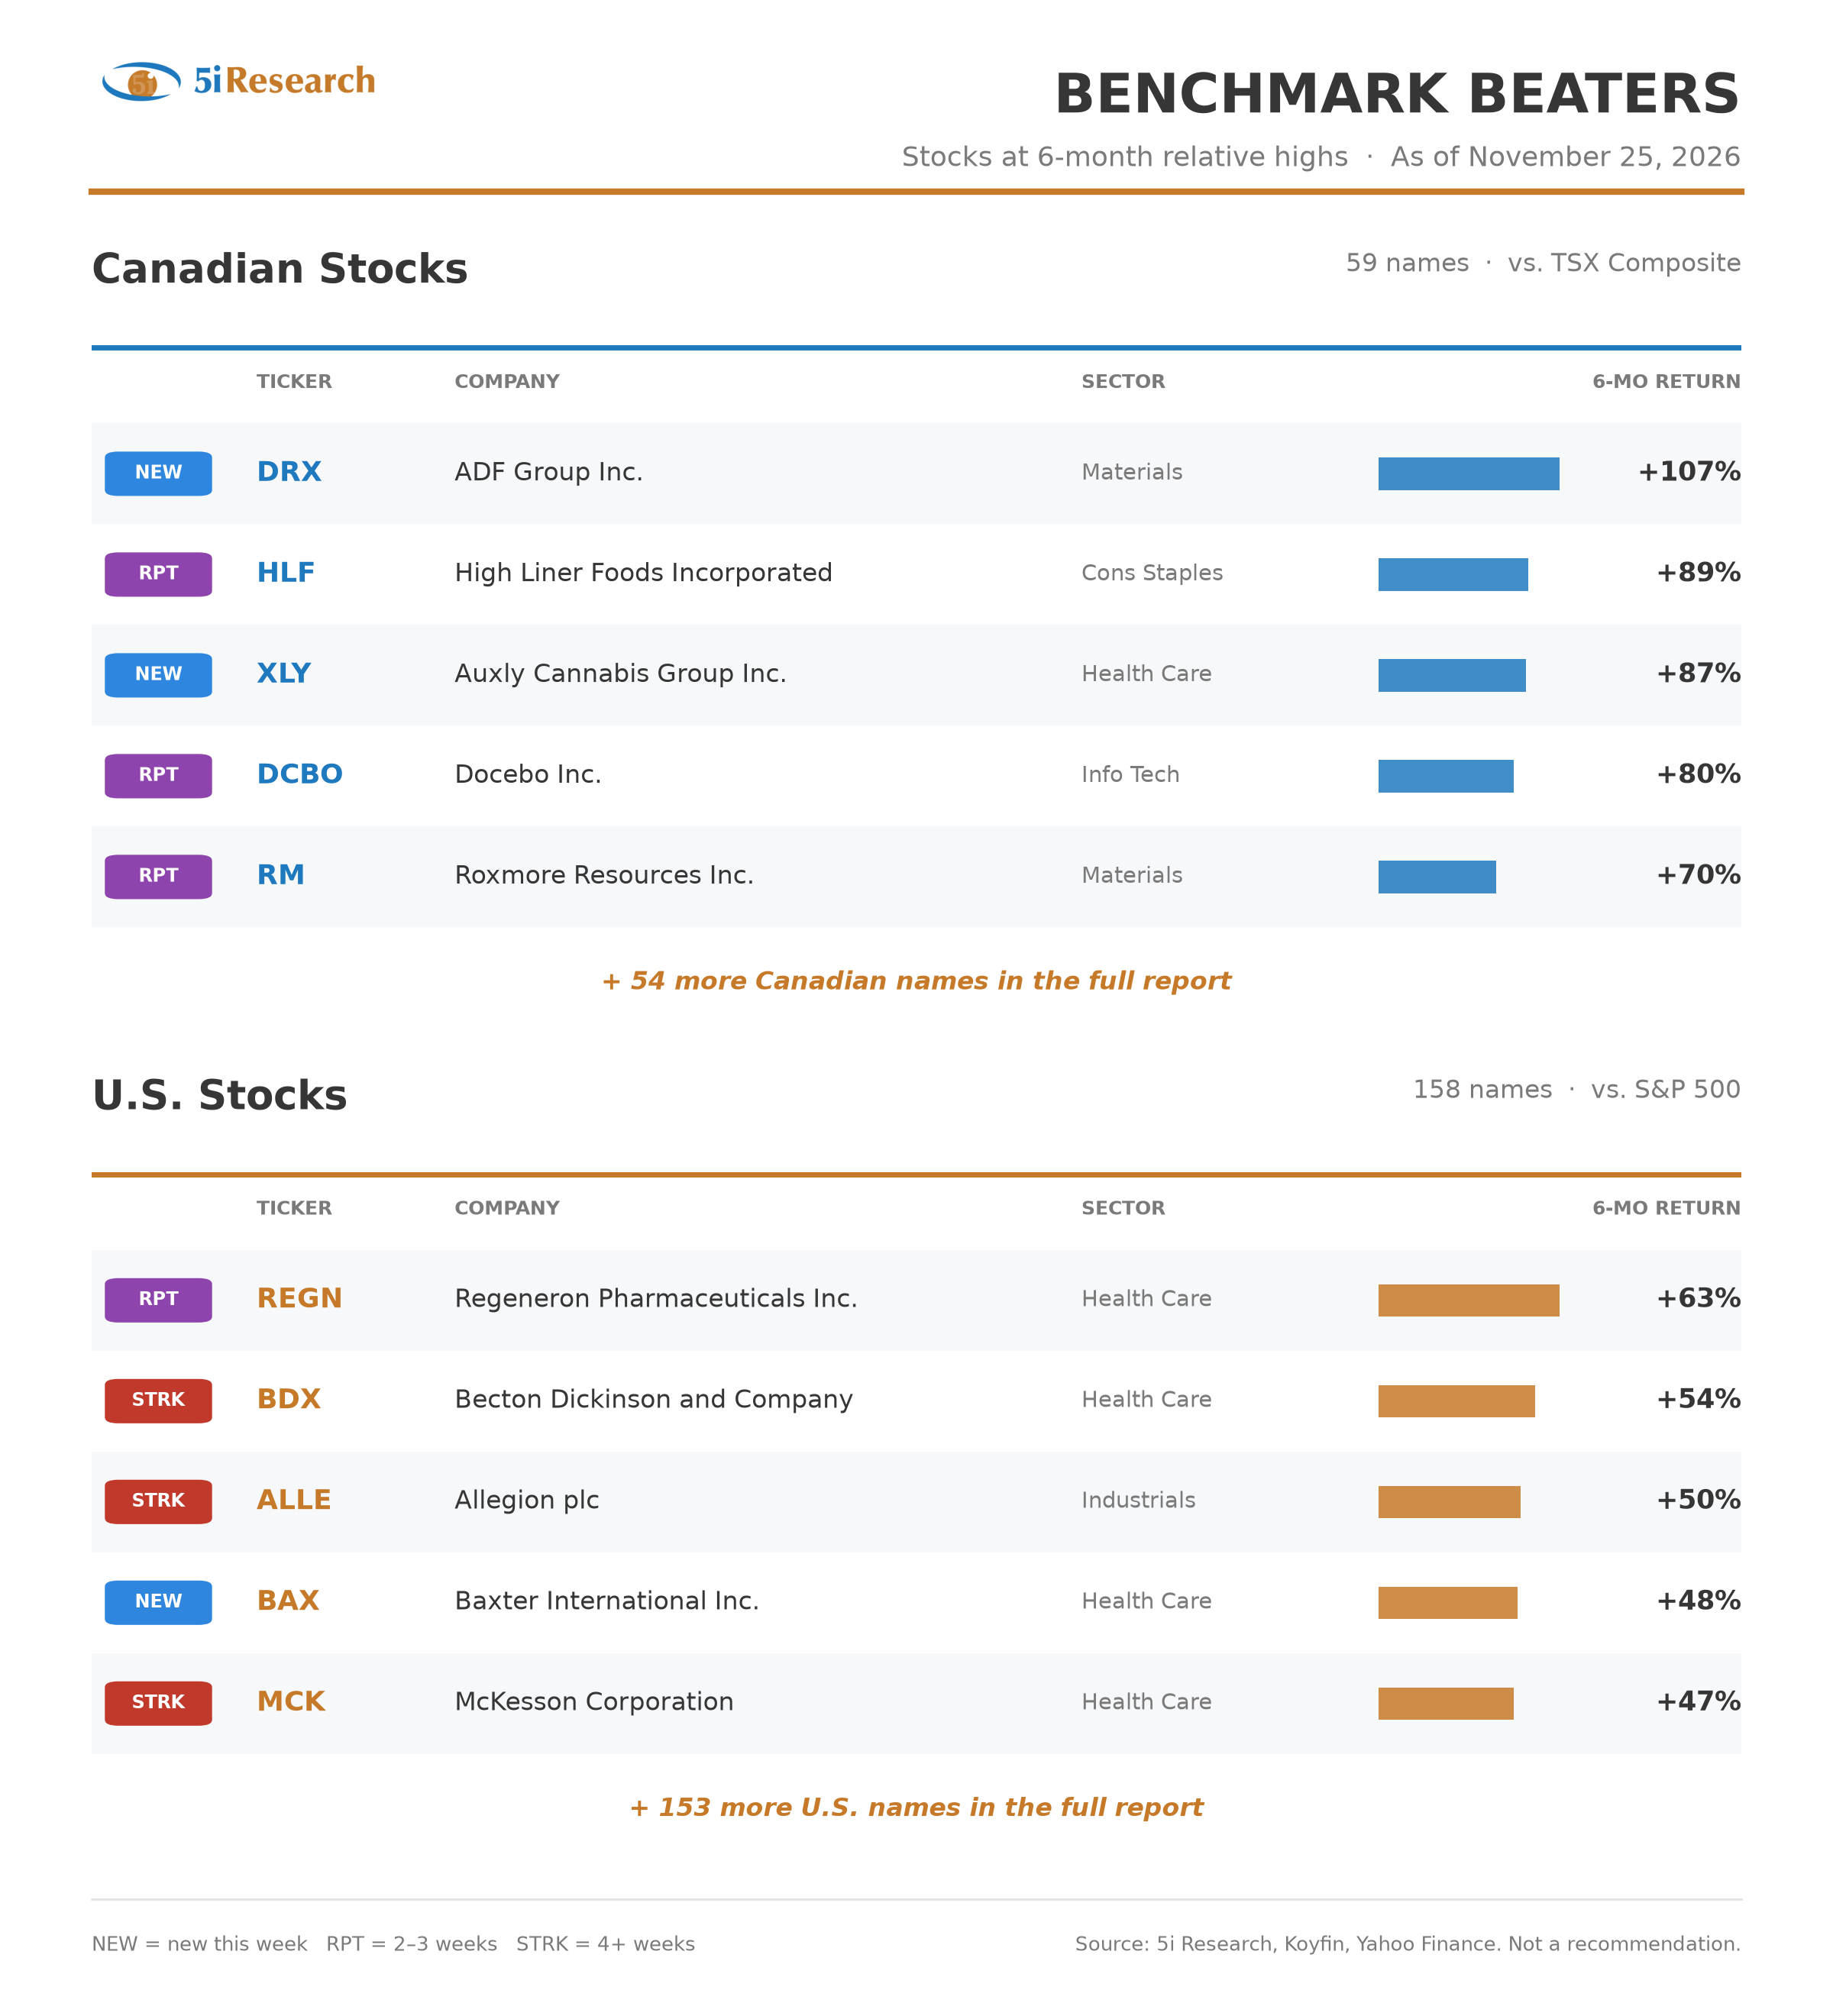 5i 5iResearch
BENCHMARK BEATERS
Stocks at 6-month relative highs · As of November 25, 2026
Canadian Stocks 59 names · vs. TSX Composite
TICKER COMPANY SECTOR 6-MO RETURN
NEW DRX ADF Group Inc. Materials +107%
RPT HLF High Liner Foods Incorporated Cons Staples +89%
NEW XLY Auxly Cannabis Group Inc. Health Care +87%
RPT DCBO Docebo Inc. Info Tech +80%
RPT RM Roxmore Resources Inc. Materials +70%
+ 54 more Canadian names in the full report
U.S. Stocks 158 names · vs. S&P 500
TICKER COMPANY SECTOR 6-MO RETURN
RPT REGN Regeneron Pharmaceuticals Inc. Health Care +63%
STRK BDX Becton Dickinson and Company Health Care +54%
STRK ALLE Allegion plc Industrials +50%
NEW BAX Baxter International Inc. Health Care +48%
STRK MCK McKesson Corporation Health Care +47%
+ 153 more U.S. names in the full report
NEW = new this week RPT = 2–3 weeks STRK = 4+ weeks Source: 5i Research, Koyfin, Yahoo Finance. Not a recommendation.